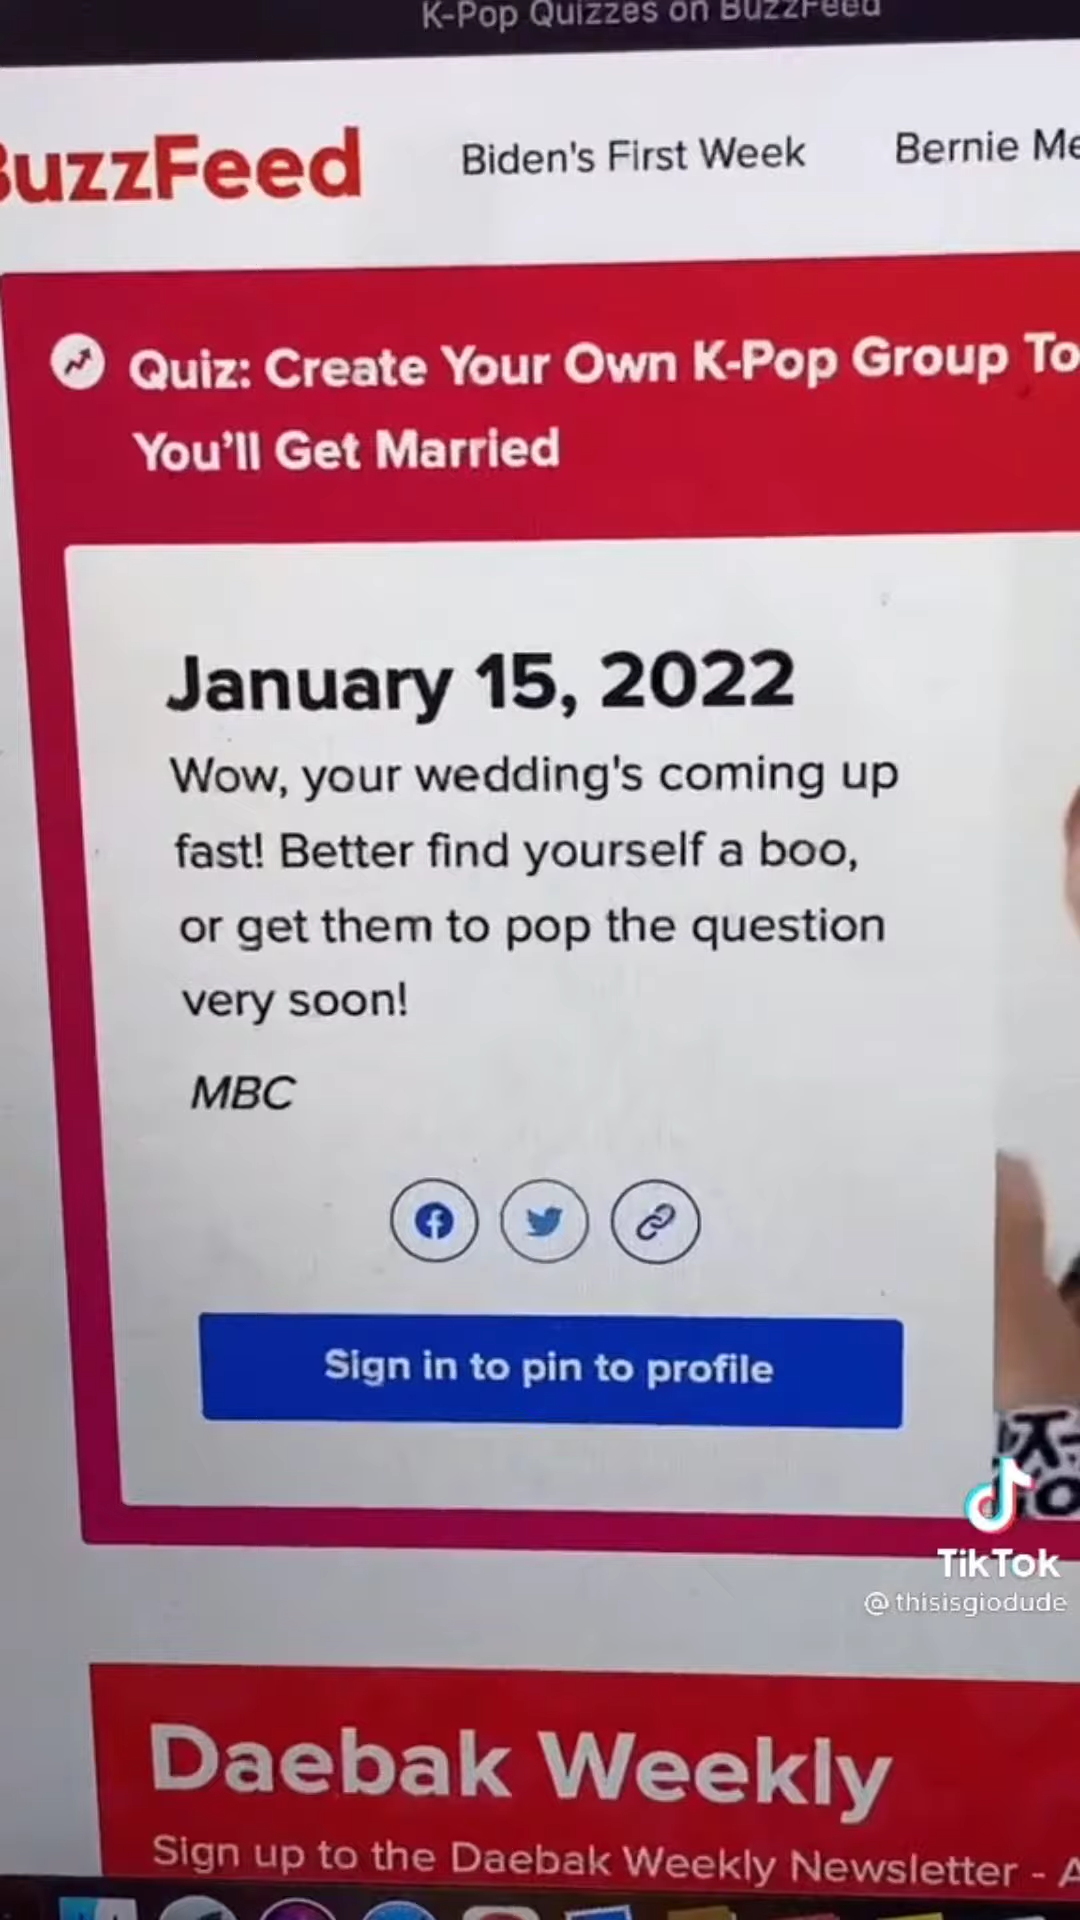 K-Pop Quizzes on BuzzFeed
BuzzFeed
Biden's First Week
Bernie
Quiz: Create Your Own K-Pop Group To
You'll Get Married
January 15, 2022
Wow, your wedding's coming up
fast! Better find yourself a boo,
or get them to pop the question
very soon!
MBC
Sign in to pin to profile
TikTok
@thisisgiodude
Daebak Weekly
Sign up to the Daebak Weekly Newsletter -